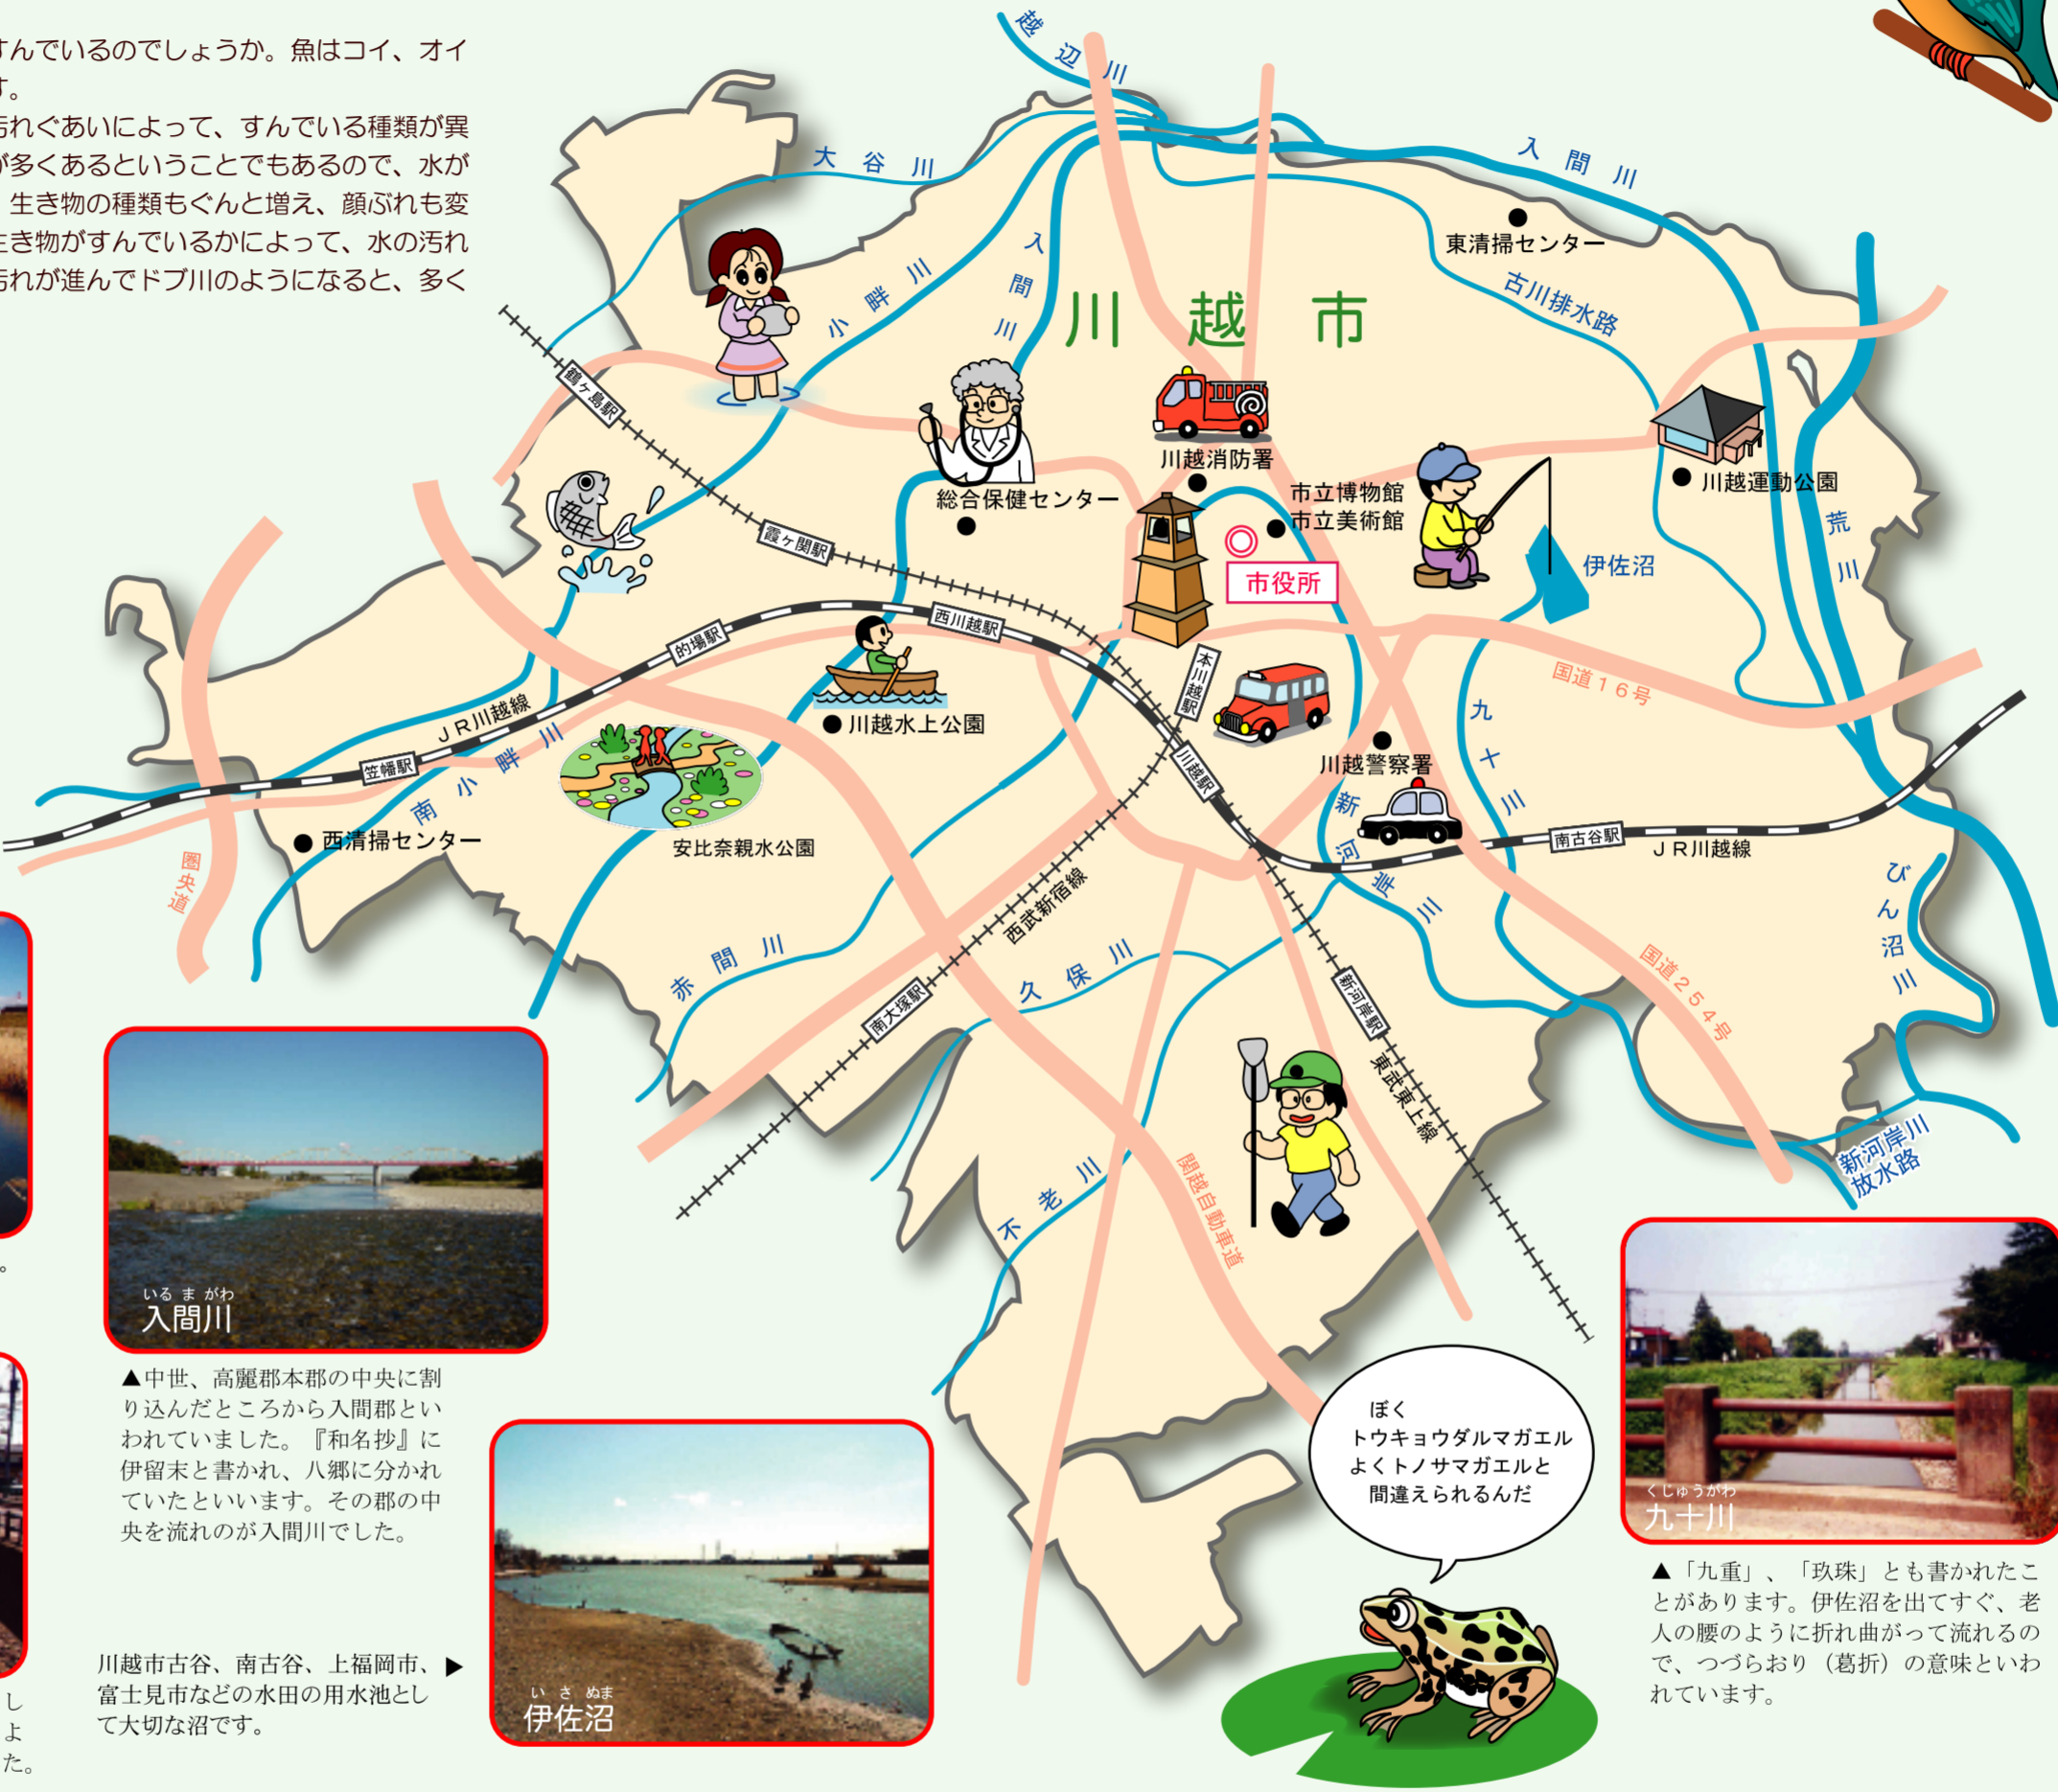 すんでいるのでしょうか。魚はコイ、オイ
す。
汚れぐあいによって、すんでいる種類が異
が多くあるということでもあるので、水が
生き物の種類もぐんと増え、顔ぶれも変
生き物がすんでいるかによって、水の汚れ
汚れが進んでドブ川のようになると、多く
越辺川
大谷川
入間川
小畔川
入間川
川越市
東清掃センター
古川排水路
鶴ヶ島駅
川越消防署
総合保健センター
市立博物館
市立美術館
川越運動公園
霞ヶ関駅
荒川
伊佐沼
市役所
西川越駅
的場駅
本川越駅
国道16号
JR川越線
川越水上公園
九十川
南小畔川
笠幡駅
川越駅
川越警察署
西清掃センター
安比奈親水公園
新河岸川
南古谷駅
JR川越線
圏央道
びん沼川
西武新宿線
赤間川
久保川
国道254号
南大塚駅
新河岸駅
東武東上線
新河岸川
放水路
不老川
関越自動車道
いるまがわ
入間川
▲中世、高麗郡本郡の中央に割
り込んだところから入間郡とい
われていました。『和名抄』に
伊留末と書かれ、八郷に分かれ
ていたといいます。その郡の中
央を流れのが入間川でした。
川越市古谷、南古谷、上福岡市、▶
富士見市などの水田の用水池とし
て大切な沼です。
いさぬま
伊佐沼
ぼく
トウキョウダルマガエル
よくトノサマガエルと
間違えられるんだ
くじゅうがわ
九十川
▲「九重」、「玖珠」とも書かれたこ
とがあります。伊佐沼を出てすぐ、老
人の腰のように折れ曲がって流れるの
で、つづらおり（葛折）の意味といわ
れています。
。
し
よ
た。